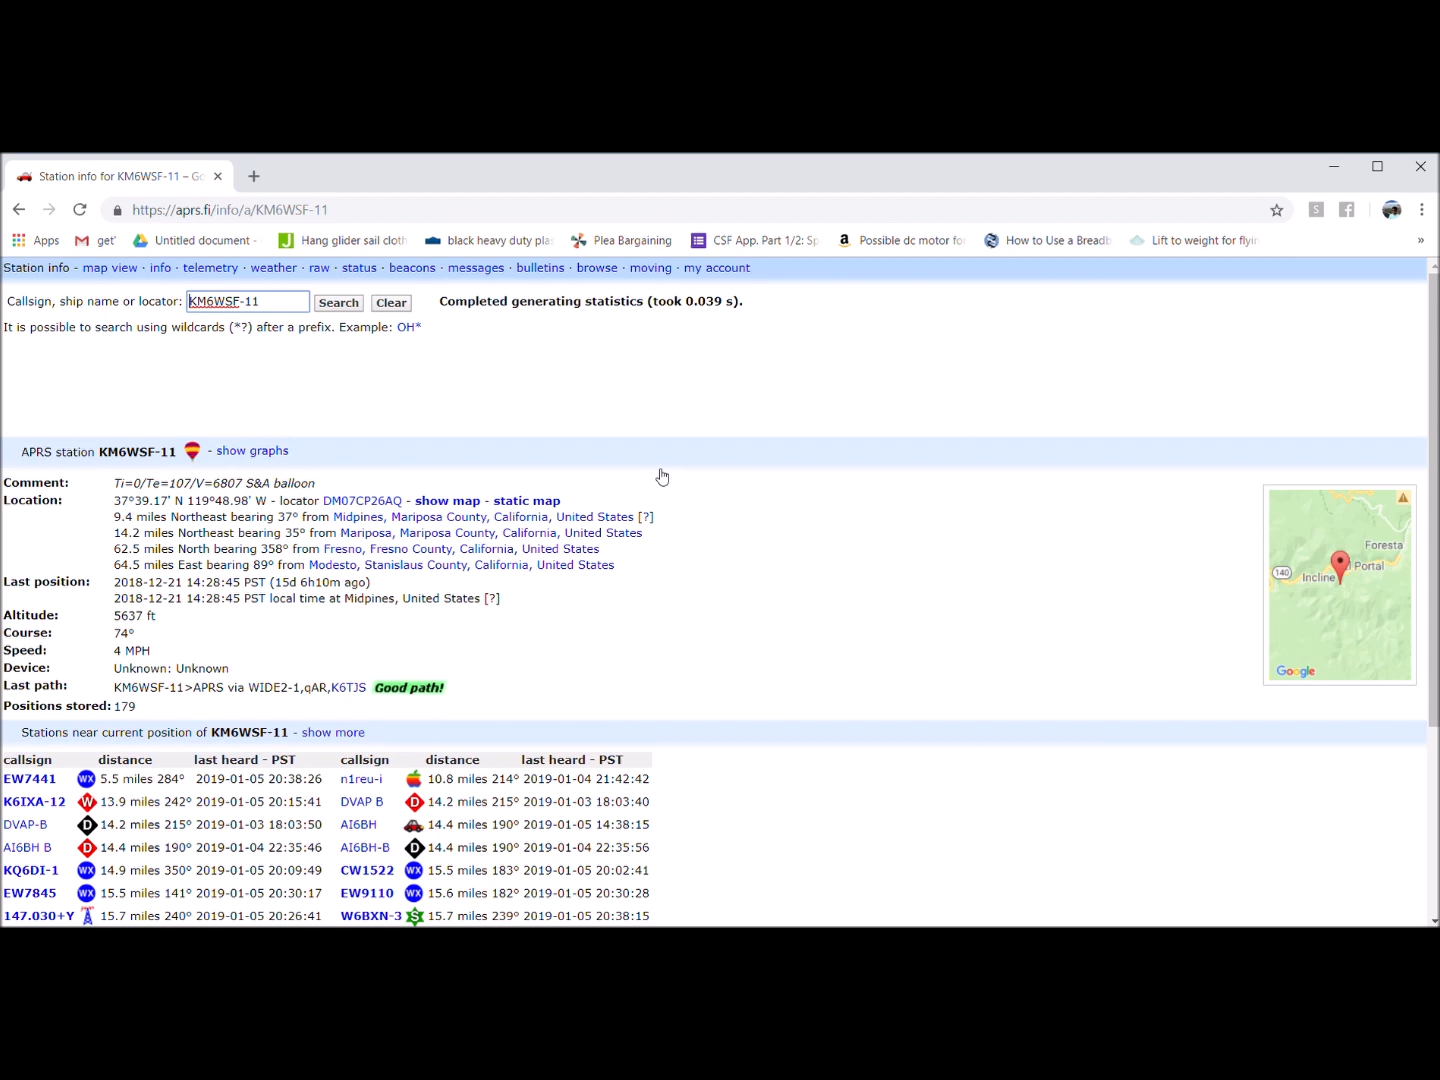 Station info for KM6WSF-11 – Go
https://aprs.fi/info/a/KM6WSF-11
Apps get' Untitled document - Hang glider sail cloth black heavy duty pla Plea Bargaining CSF App. Part 1/2: Sp Possible dc motor fo How to Use a Breadb Lift to weight for flyin »
Station info - map view · info · telemetry · weather · raw · status · beacons · messages · bulletins · browse · moving · my account
Callsign, ship name or locator: KM6WSF-11 Search Clear Completed generating statistics (took 0.039 s).
It is possible to search using wildcards (*?) after a prefix. Example: OH*
APRS station KM6WSF-11 - show graphs
Comment: Ti=0/Te=107/V=6807 S&A balloon
Location: 37°39.17' N 119°48.98' W - locator DM07CP26AQ - show map - static map
9.4 miles Northeast bearing 37° from Midpines, Mariposa County, California, United States [?]
14.2 miles Northeast bearing 35° from Mariposa, Mariposa County, California, United States
62.5 miles North bearing 358° from Fresno, Fresno County, California, United States
64.5 miles East bearing 89° from Modesto, Stanislaus County, California, United States
Last position: 2018-12-21 14:28:45 PST (15d 6h10m ago)
2018-12-21 14:28:45 PST local time at Midpines, United States [?]
Altitude: 5637 ft
Course: 74°
Speed: 4 MPH
Device: Unknown: Unknown
Last path: KM6WSF-11>APRS via WIDE2-1,qAR,K6TJS Good path!
Positions stored: 179
Foresta
140 Incline Portal
Google
Stations near current position of KM6WSF-11 - show more
callsign distance last heard - PST callsign distance last heard - PST
EW7441 WX 5.5 miles 284° 2019-01-05 20:38:26 n1reu-i 10.8 miles 214° 2019-01-04 21:42:42
K6IXA-12 W 13.9 miles 242° 2019-01-05 20:15:41 DVAP B D 14.2 miles 215° 2019-01-03 18:03:40
DVAP-B D 14.2 miles 215° 2019-01-03 18:03:50 AI6BH 14.4 miles 190° 2019-01-05 14:38:15
AI6BH B D 14.4 miles 190° 2019-01-04 22:35:46 AI6BH-B D 14.4 miles 190° 2019-01-04 22:35:56
KQ6DI-1 WX 14.9 miles 350° 2019-01-05 20:09:49 CW1522 WX 15.5 miles 183° 2019-01-05 20:02:41
EW7845 WX 15.5 miles 141° 2019-01-05 20:30:17 EW9110 WX 15.6 miles 182° 2019-01-05 20:30:28
147.030+Y 15.7 miles 240° 2019-01-05 20:26:41 W6BXN-3 S 15.7 miles 239° 2019-01-05 20:38:15